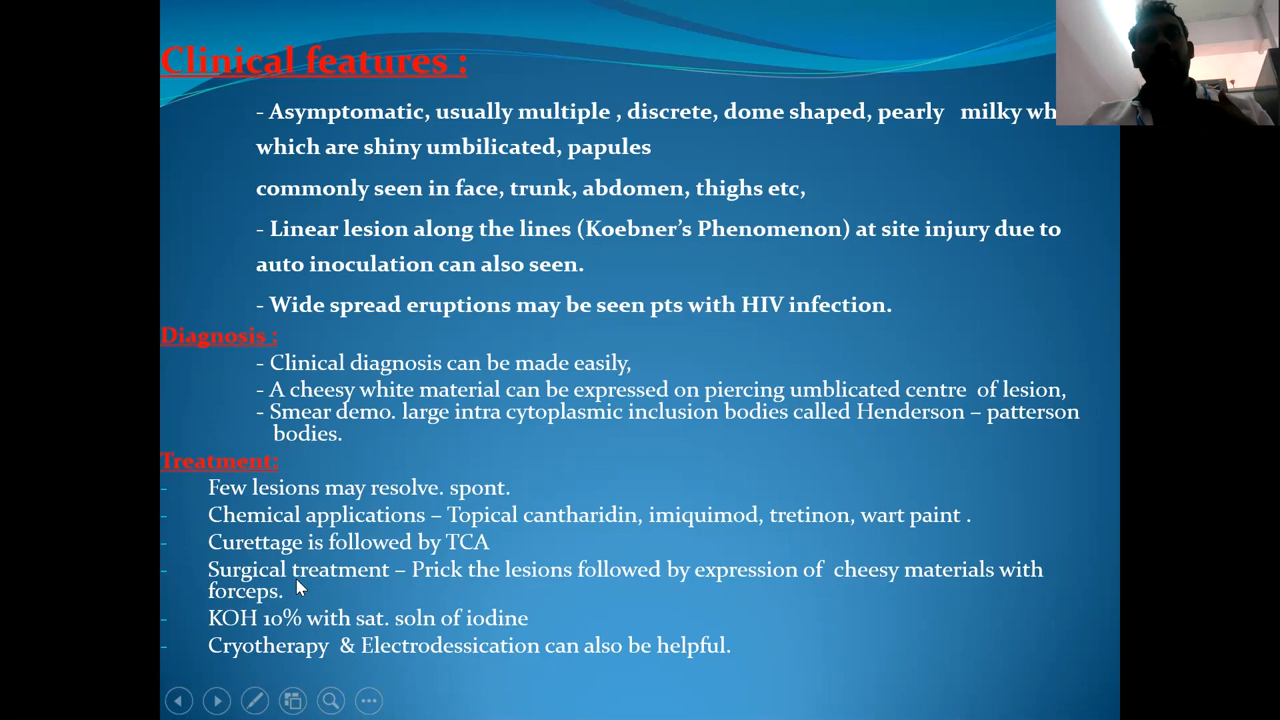 Clinical features :
- Asymptomatic, usually multiple , discrete, dome shaped, pearly milky
which are shiny umbilicated, papules
commonly seen in face, trunk, abdomen, thighs etc,
- Linear lesion along the lines (Koebner's Phenomenon) at site injury due to
auto inoculation can also seen.
- Wide spread eruptions may be seen pts with HIV infection.
Diagnosis :
- Clinical diagnosis can be made easily,
- A cheesy white material can be expressed on piercing umblicated centre of lesion,
- Smear demo. large intra cytoplasmic inclusion bodies called Henderson – patterson
bodies.
Treatment:
- Few lesions may resolve. spont.
- Chemical applications – Topical cantharidin, imiquimod, tretinon, wart paint .
- Curettage is followed by TCA
- Surgical treatment – Prick the lesions followed by expression of cheesy materials with
forceps.
- KOH 10% with sat. soln of iodine
- Cryotherapy & Electrodessication can also be helpful.